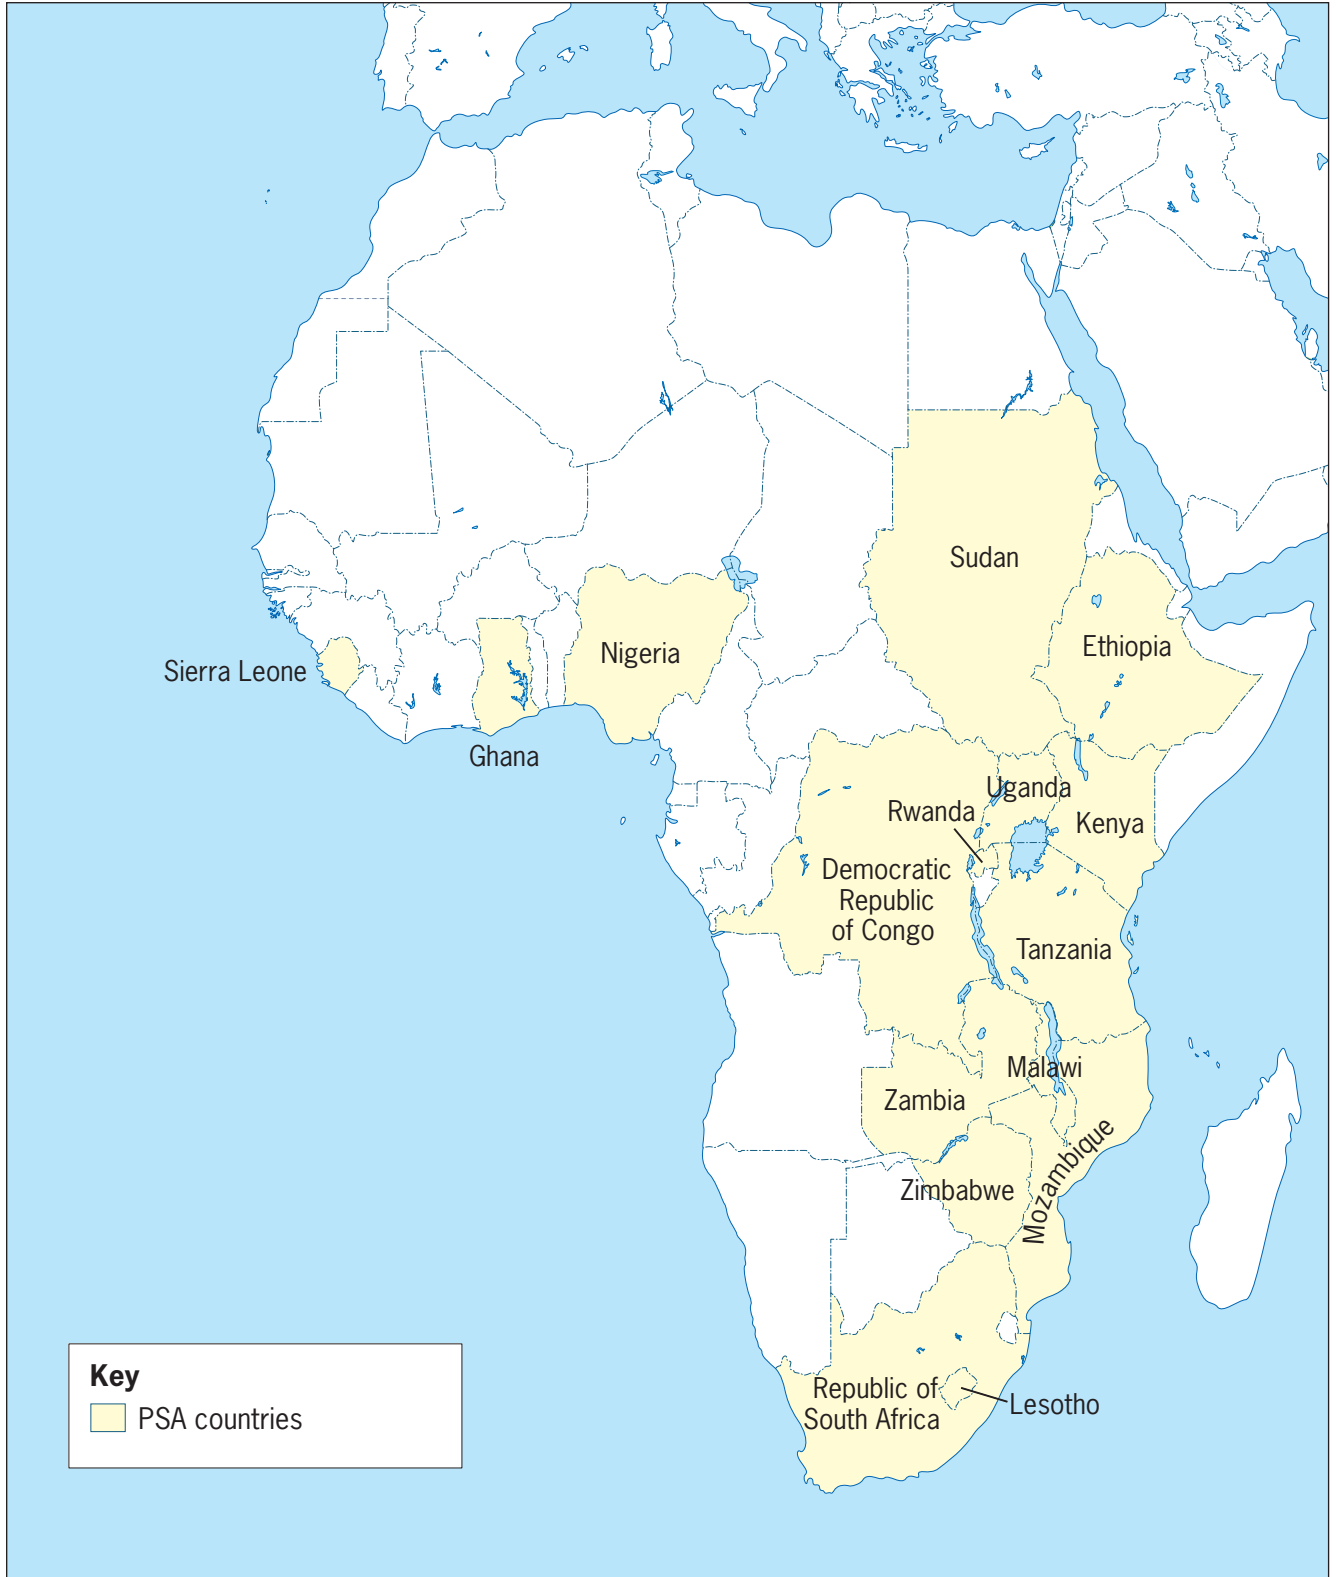 Sudan
Ethiopia
Nigeria
Sierra Leone
Ghana
Uganda
Rwanda
Kenya
Democratic
Republic
of Congo
Tanzania
Malawi
Zambia
Mozambique
Zimbabwe
Key
PSA countries
Republic of
South Africa
Lesotho